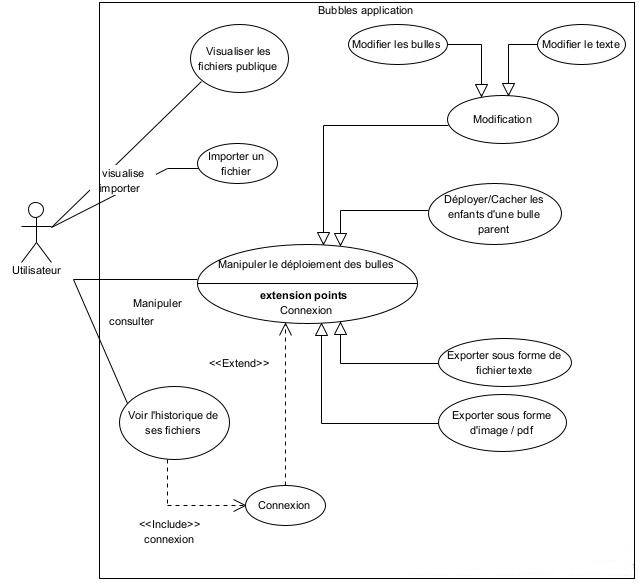 Bubbles application
Visualiser les
fichiers publique
Modifier les bulles
Modifier le texte
Modification
Importer un
fichier
visualise
importer
Utilisateur
Déployer/Cacher les
enfants d'une bulle
parent
Manipuler le déploiement des bulles
extension points
Connexion
Manipuler
consulter
<<Extend>>
Exporter sous forme de
fichier texte
Exporter sous forme
d'image / pdf
Voir l'historique de
ses fichiers
Connexion
<<Include>>
connexion